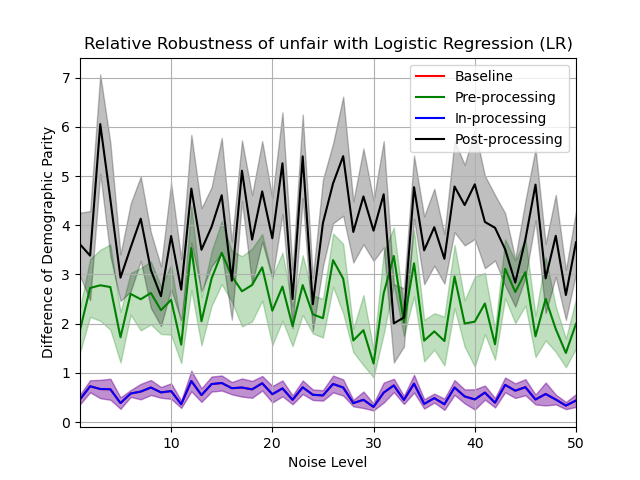 Relative Robustness of unfair with Logistic Regression (LR)
Difference of Demographic Parity
7
6
5
4
3
2
1
0
Baseline
Pre-processing
In-processing
Post-processing
10 20 30 40 50
Noise Level